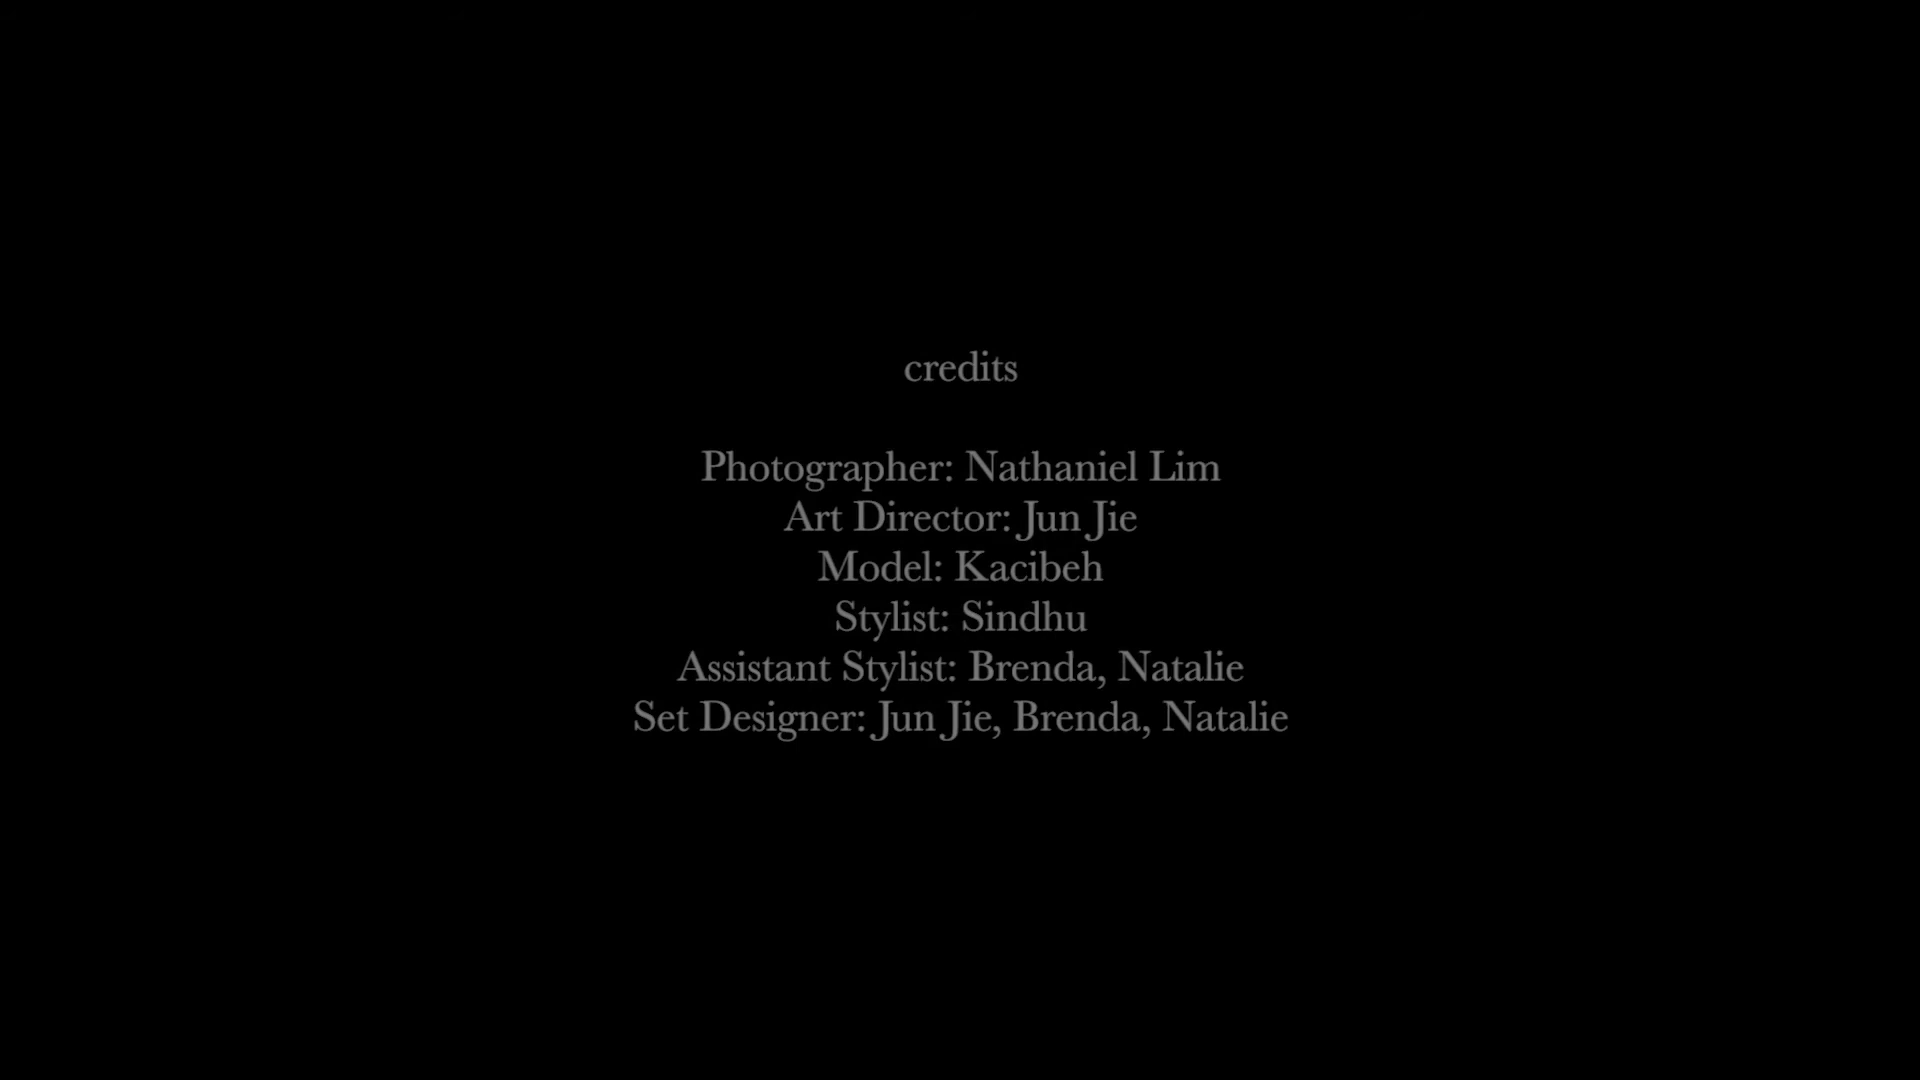 credits
Photographer: Nathaniel Lim
Art Director: Jun Jie
Model: Kacibeh
Stylist: Sindhu
Assistant Stylist: Brenda, Natalie
Set Designer: Jun Jie, Brenda, Natalie